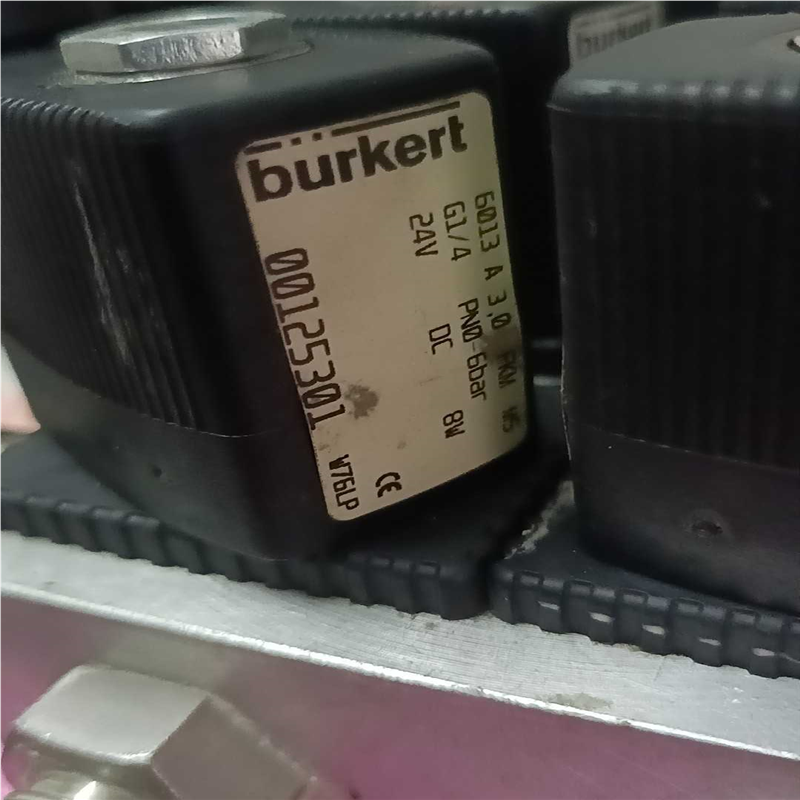 burkert
6013 A 3,0 FKM MS
G1/4 PN0-6bar
24V DC 8W
00125301
CE W76LP
burkert